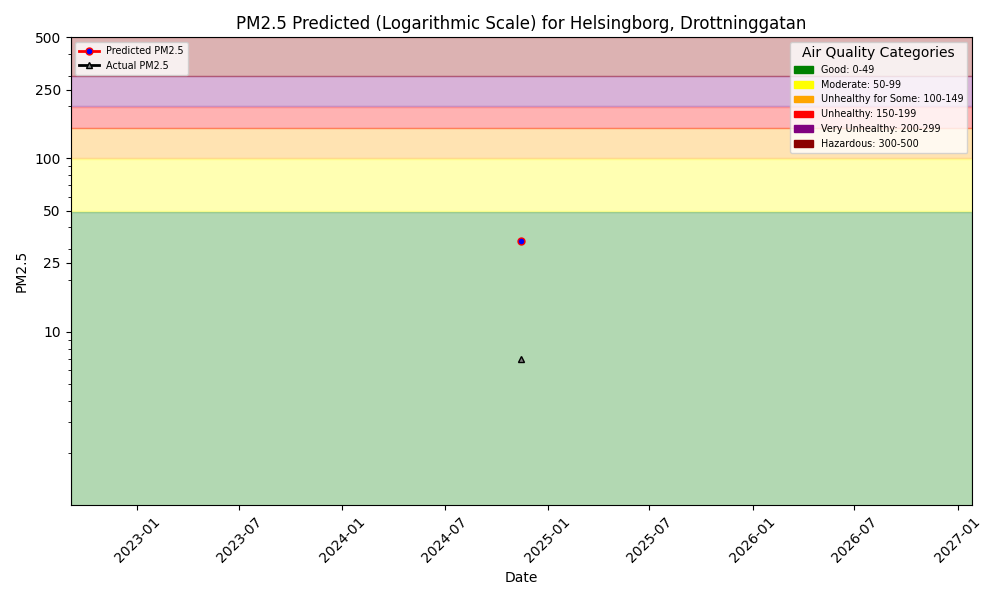 PM2.5 Predicted (Logarithmic Scale) for Helsingborg, Drottninggatan
Predicted PM2.5
Actual PM2.5
Air Quality Categories
Good: 0-49
Moderate: 50-99
Unhealthy for Some: 100-149
Unhealthy: 150-199
Very Unhealthy: 200-299
Hazardous: 300-500
PM2.5
500
250
100
50
25
10
2023-01
2023-07
2024-01
2024-07
2025-01
2025-07
2026-01
2026-07
2027-01
Date